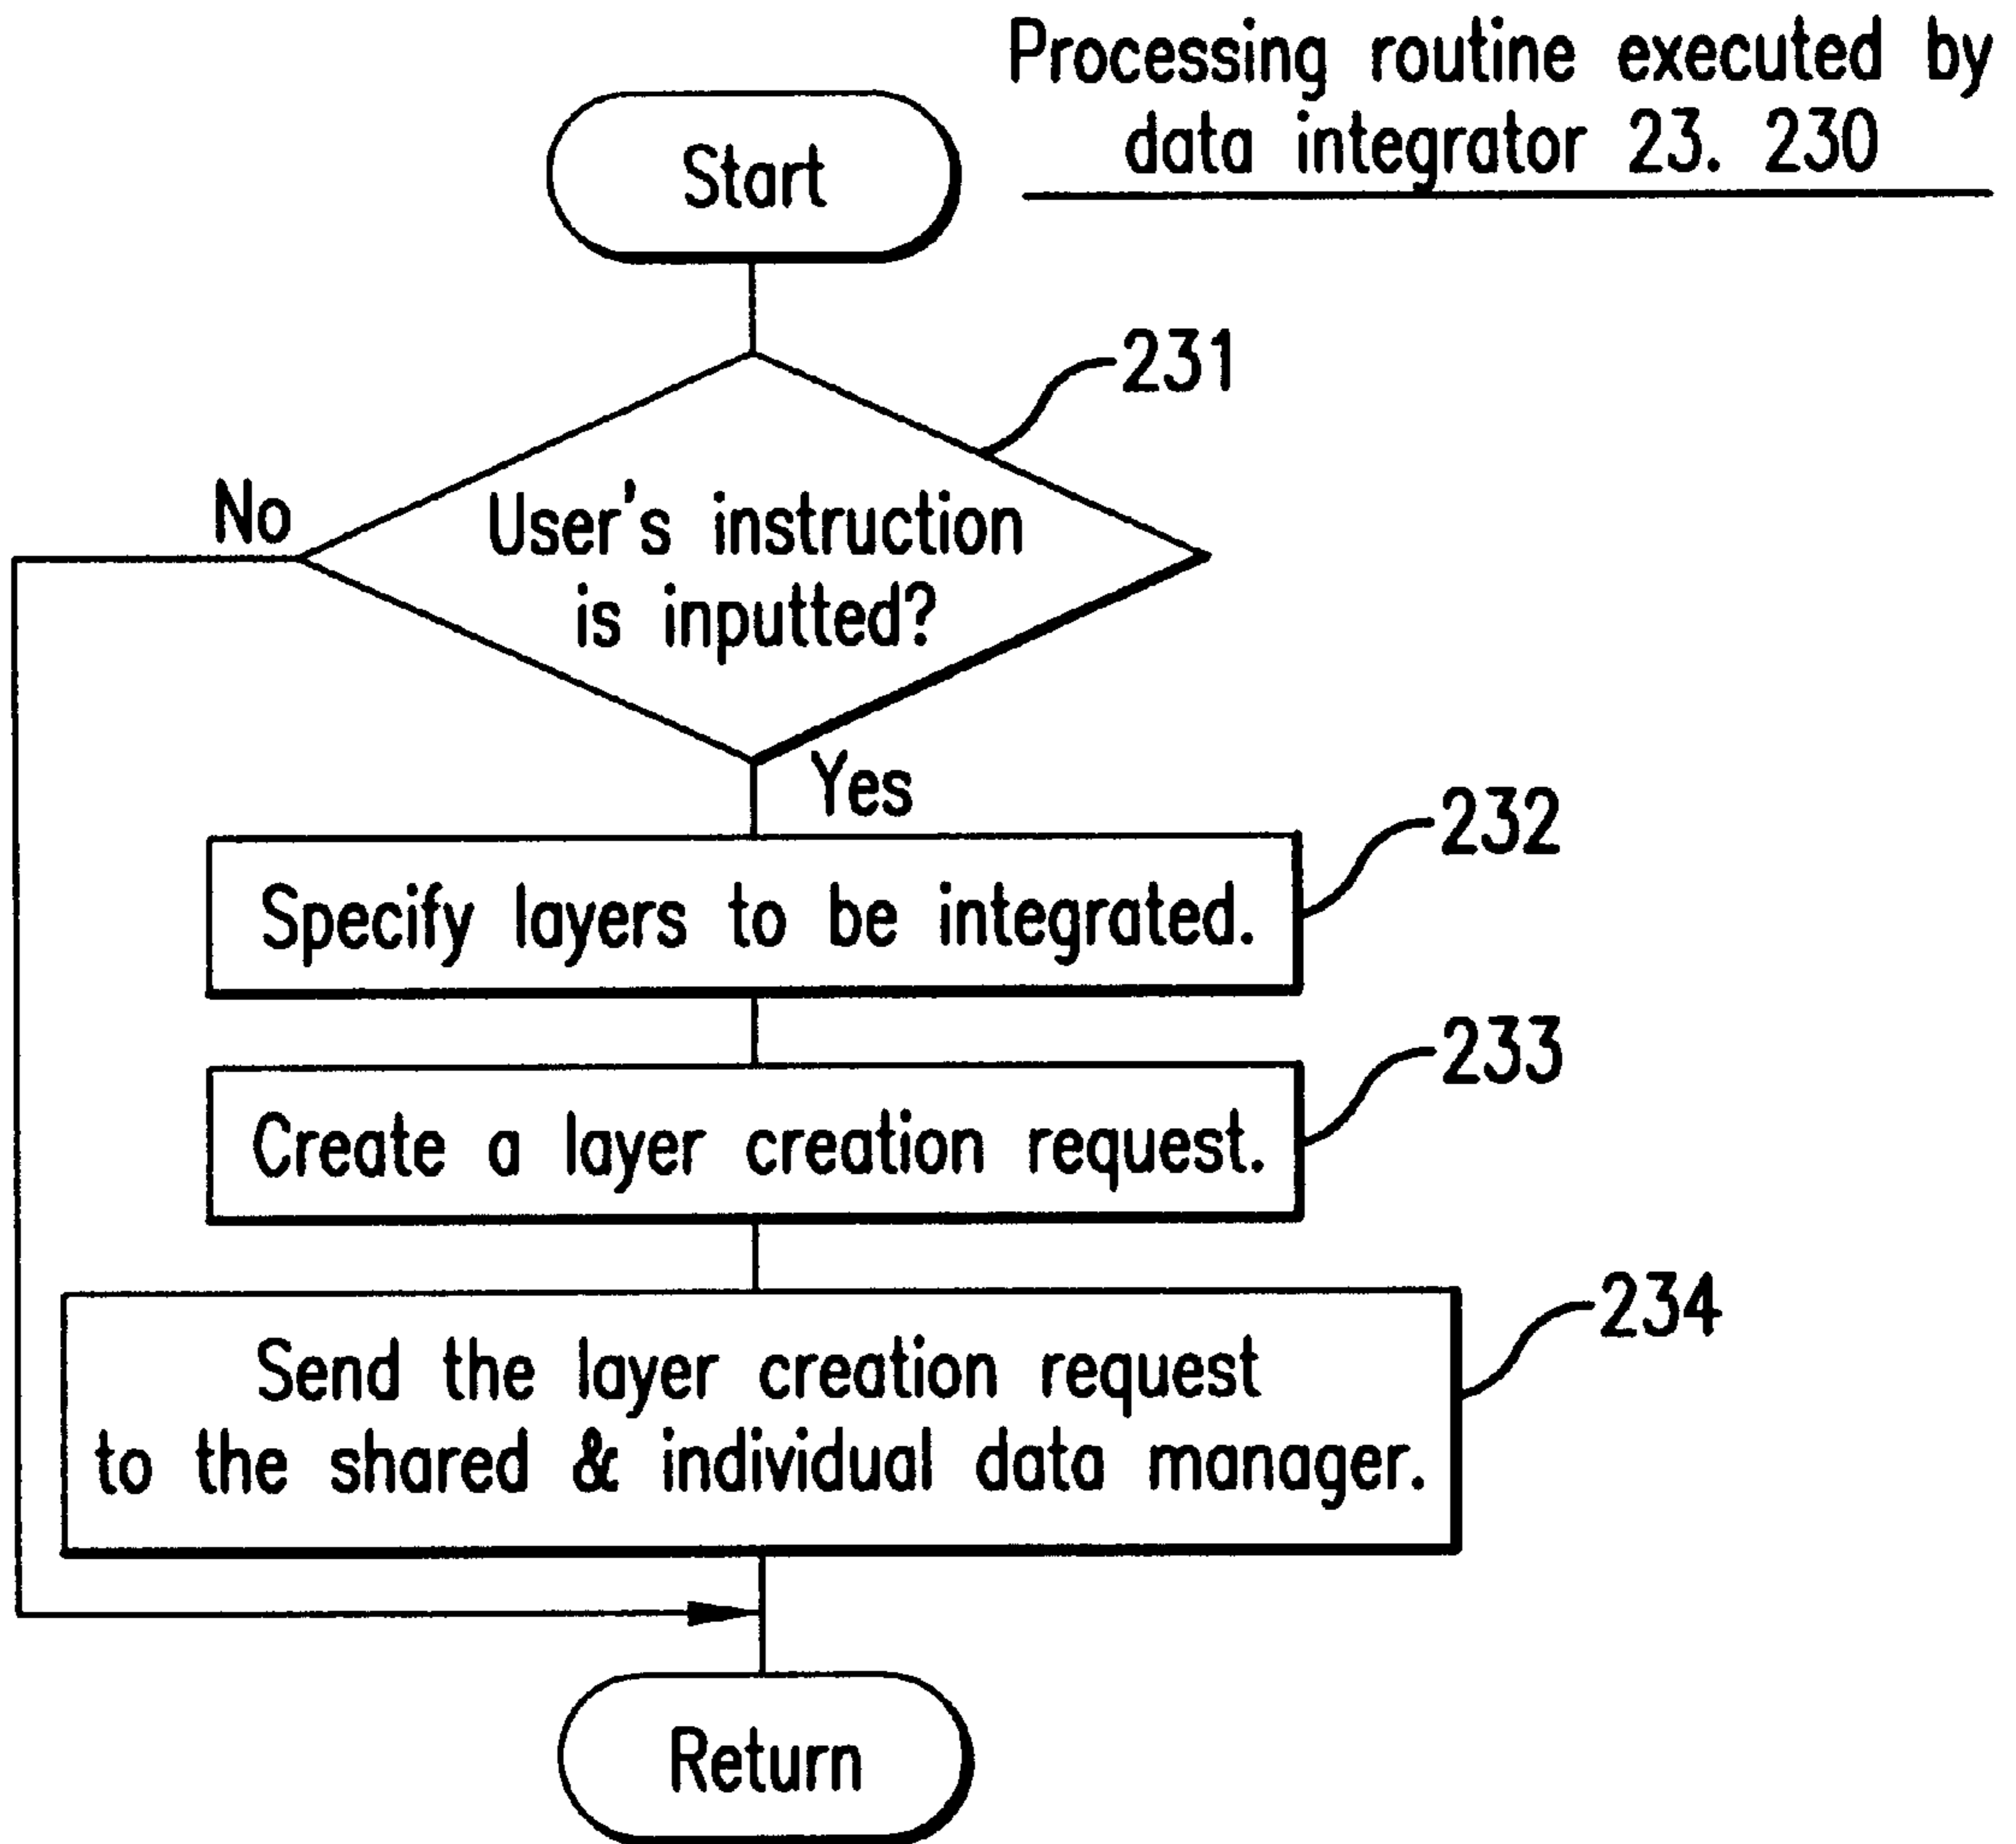 Processing routine executed by
data integrator 23. 230
Start
231
User's instruction
is inputted?
No
Yes
232
Specify layers to be integrated.
233
Create a layer creation request.
234
Send the layer creation request
to the shared & individual data manager.
Return